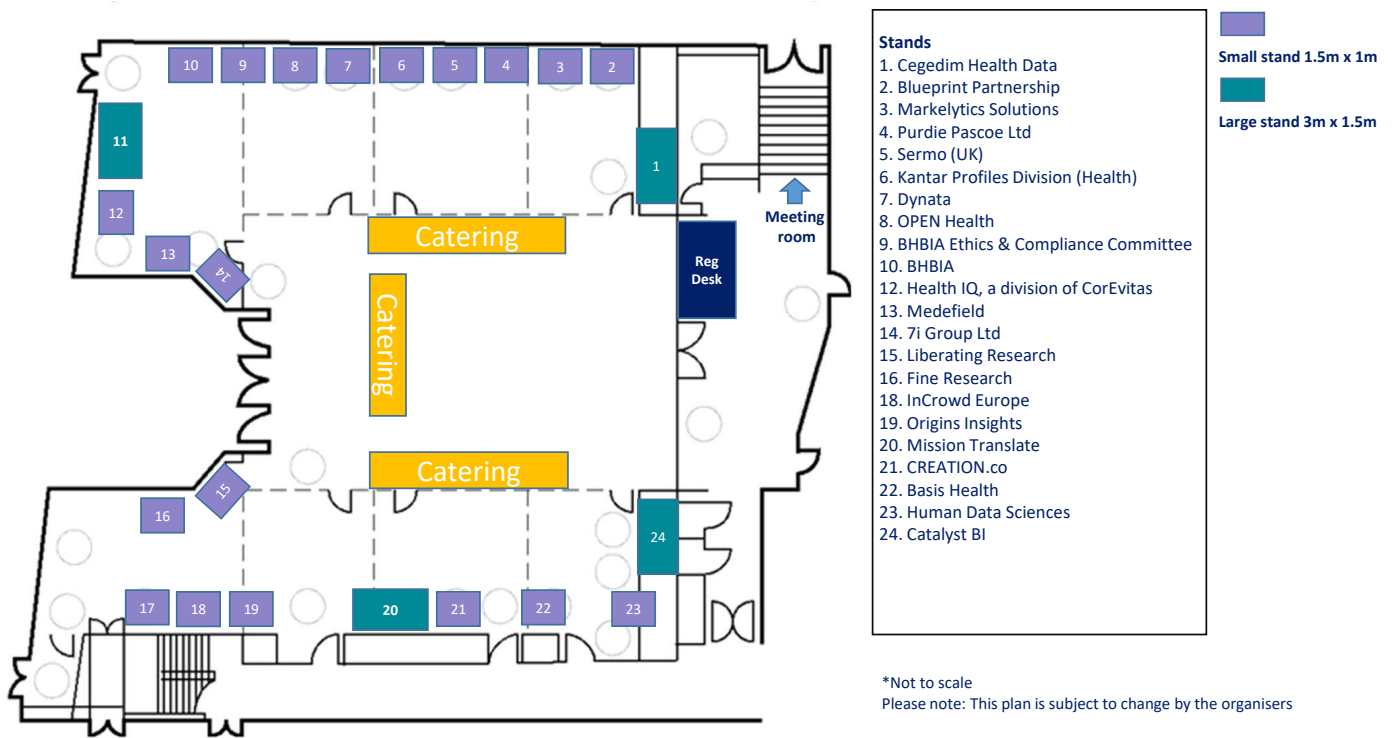 10
9
8
7
6
5
4
3
2
11
1
12
13
14
Catering
Catering
Catering
Reg
Desk
Meeting
room
15
16
17
18
19
20
21
22
23
24
Stands
1. Cegedim Health Data
2. Blueprint Partnership
3. Markelytics Solutions
4. Purdie Pascoe Ltd
5. Sermo (UK)
6. Kantar Profiles Division (Health)
7. Dynata
8. OPEN Health
9. BHBIA Ethics & Compliance Committee
10. BHBIA
12. Health IQ, a division of CorEvitas
13. Medefield
14. 7i Group Ltd
15. Liberating Research
16. Fine Research
18. InCrowd Europe
19. Origins Insights
20. Mission Translate
21. CREATION.co
22. Basis Health
23. Human Data Sciences
24. Catalyst BI
Small stand 1.5m x 1m
Large stand 3m x 1.5m
*Not to scale
Please note: This plan is subject to change by the organisers